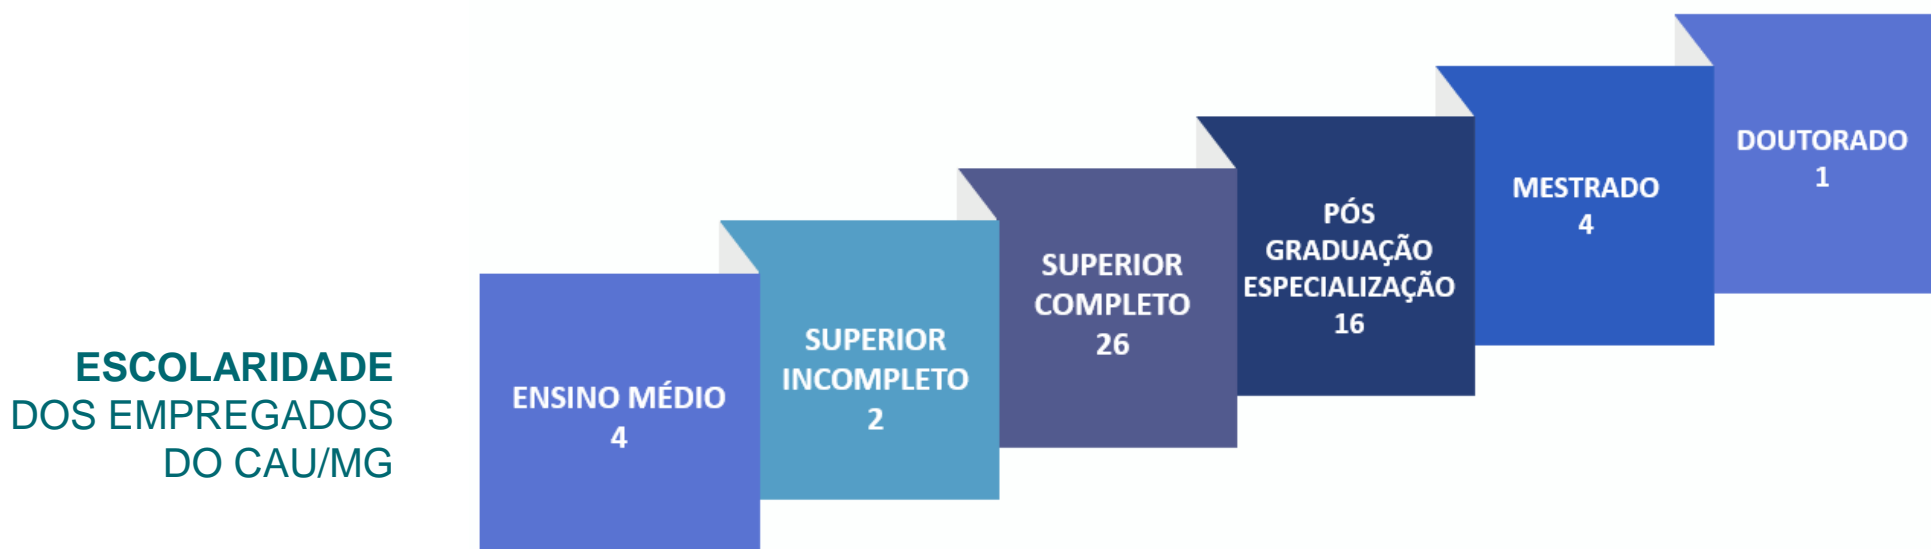 ESCOLARIDADE
DOS EMPREGADOS
DO CAU/MG
ENSINO MÉDIO
4
SUPERIOR
INCOMPLETO
2
SUPERIOR
COMPLETO
26
PÓS
GRADUAÇÃO
ESPECIALIZAÇÃO
16
MESTRADO
4
DOUTORADO
1